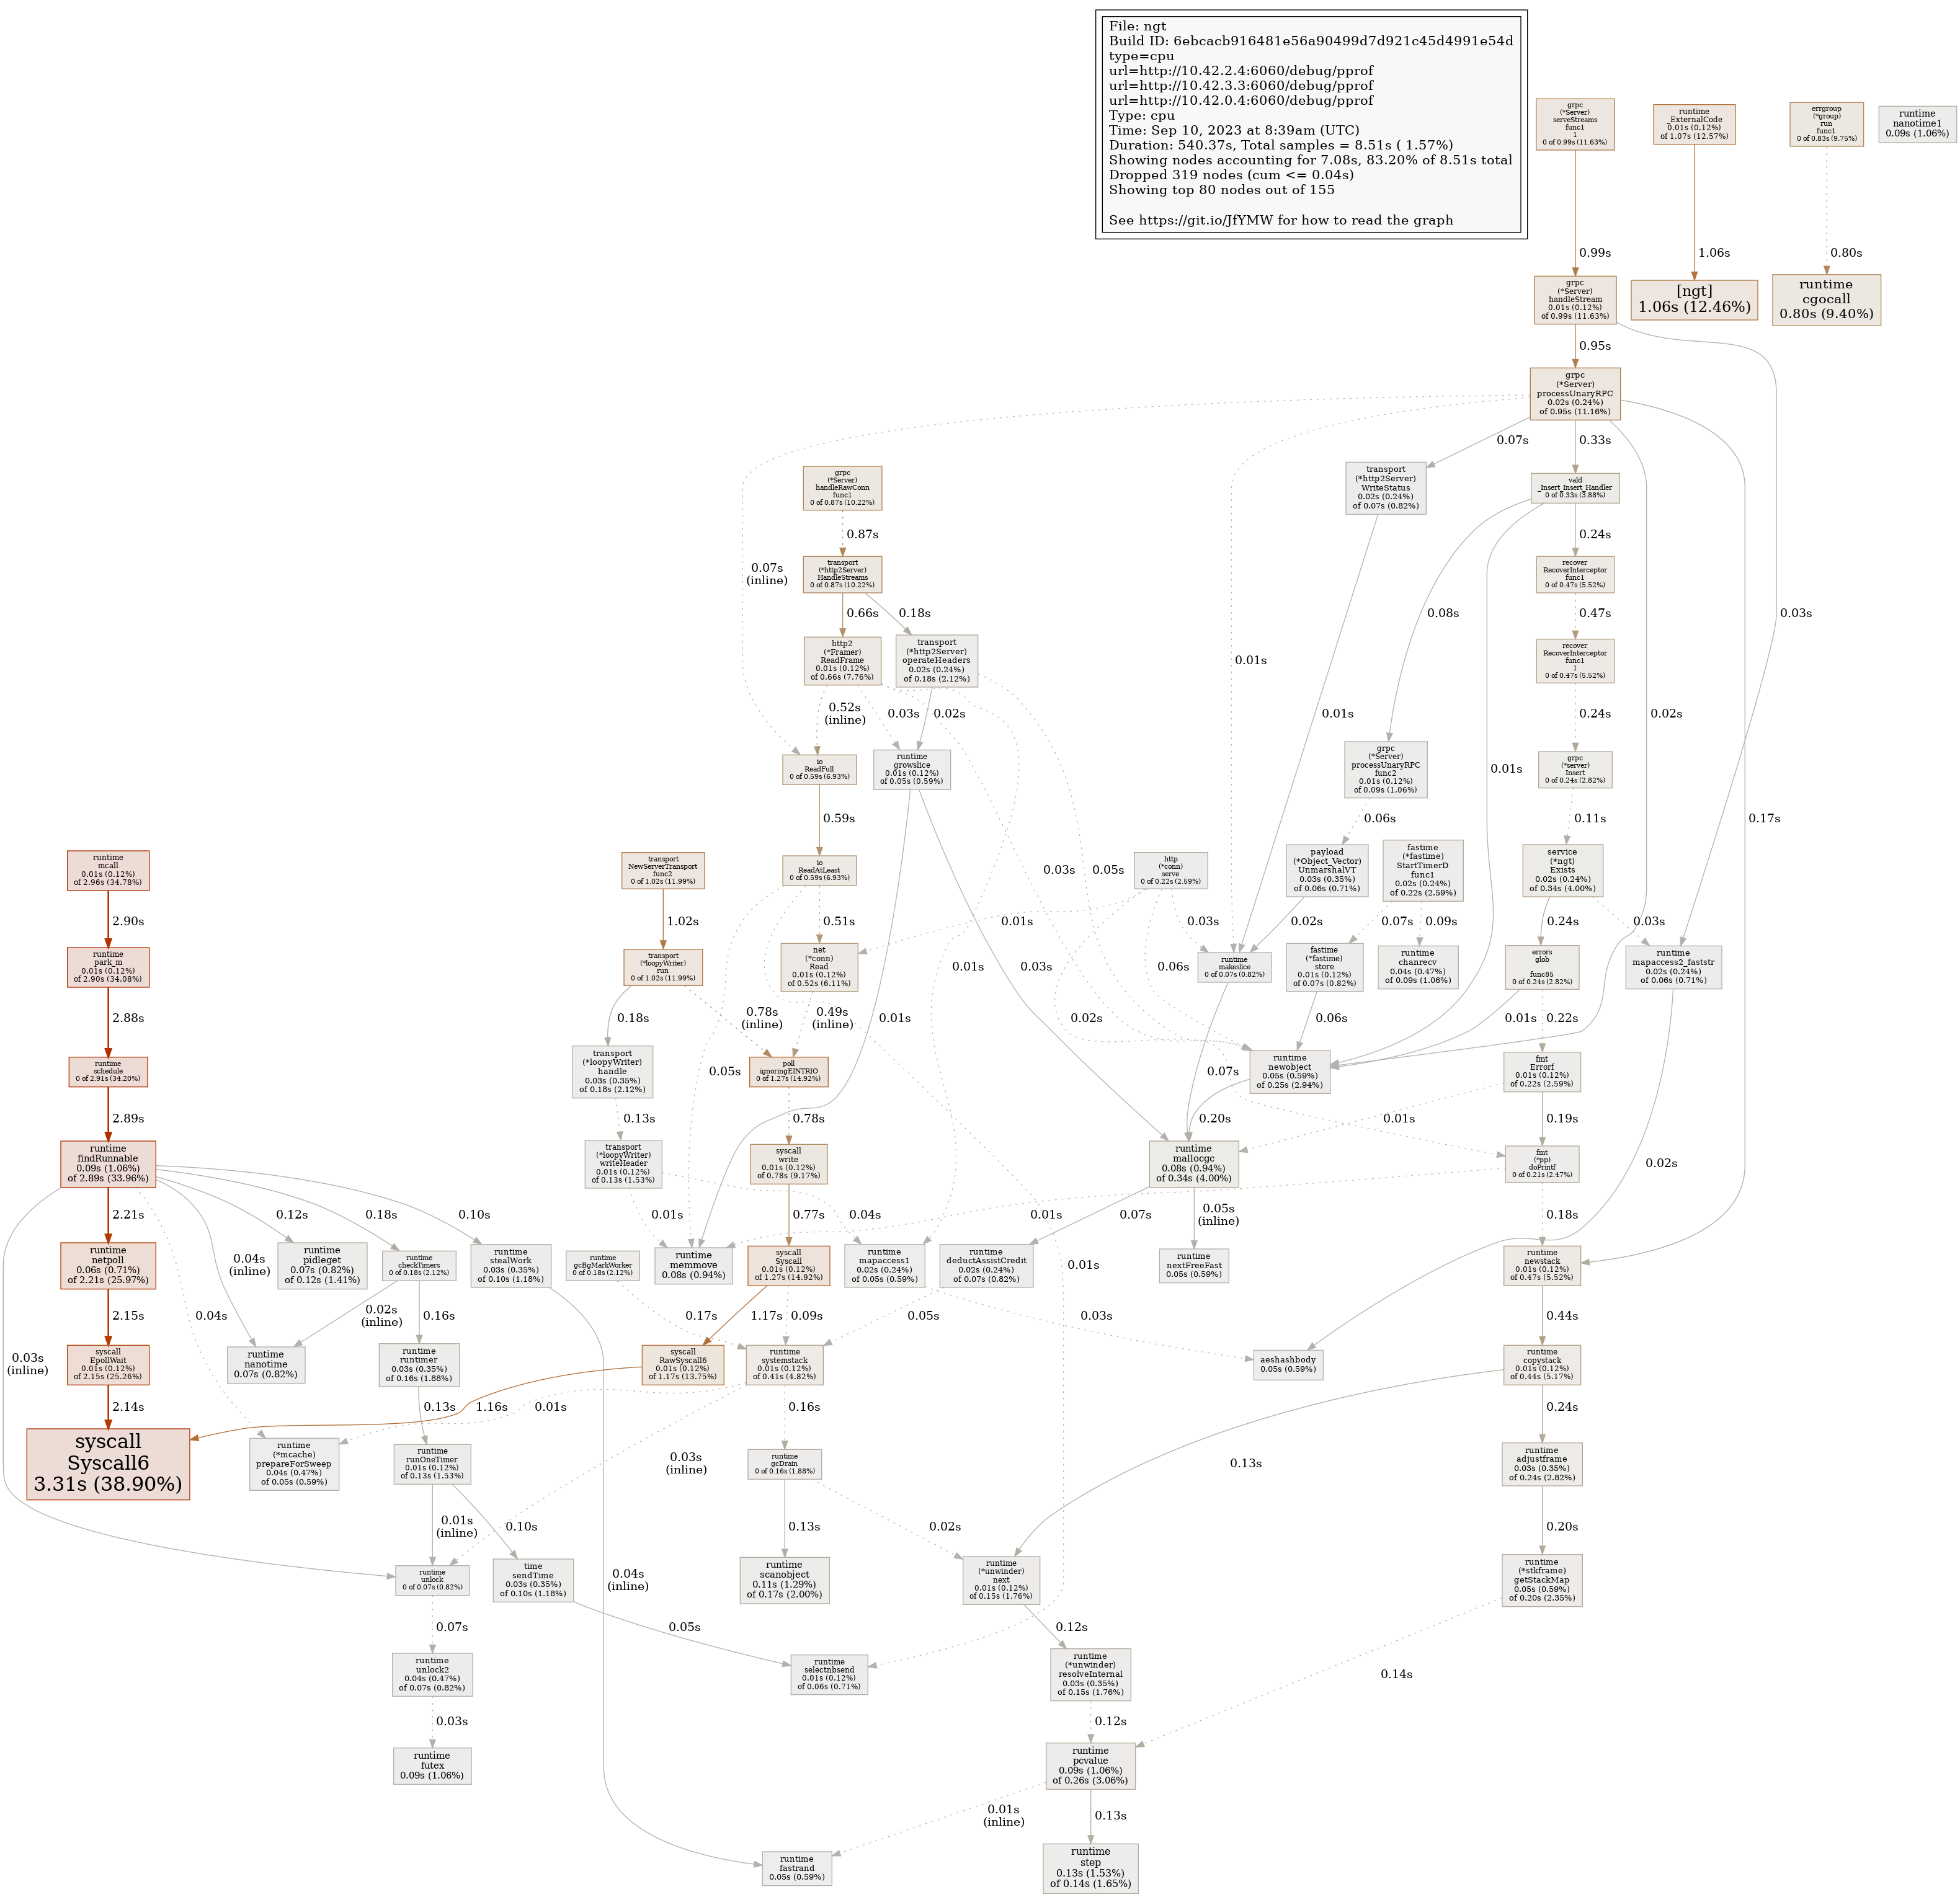 File: ngt
Build ID: 6ebcacb916481e56a90499d7d921c45d4991e54d
type=cpu
url=http://10.42.2.4:6060/debug/pprof
url=http://10.42.3.3:6060/debug/pprof
url=http://10.42.0.4:6060/debug/pprof
Type: cpu
Time: Sep 10, 2023 at 8:39am (UTC)
Duration: 540.37s, Total samples = 8.51s ( 1.57%)
Showing nodes accounting for 7.08s, 83.20% of 8.51s total
Dropped 319 nodes (cum <= 0.04s)
Showing top 80 nodes out of 155
See https://git.io/JfYMW for how to read the graph
grpc
(*Server)
serveStreams
func1
1
0 of 0.99s (11.63%)
runtime
_ExternalCode
0.01s (0.12%)
of 1.07s (12.57%)
errgroup
(*group)
run
func1
0 of 0.83s (9.75%)
runtime
nanotime1
0.09s (1.06%)
0.99s
1.06s
0.80s
grpc
(*Server)
handleStream
0.01s (0.12%)
of 0.99s (11.63%)
[ngt]
1.06s (12.46%)
runtime
cgocall
0.80s (9.40%)
0.95s
grpc
(*Server)
processUnaryRPC
0.02s (0.24%)
of 0.95s (11.16%)
0.07s
0.33s
grpc
(*Server)
handleRawConn
func1
0 of 0.87s (10.22%)
transport
(*http2Server)
WriteStatus
0.02s (0.24%)
of 0.07s (0.82%)
vald
_Insert_Insert_Handler
0 of 0.33s (3.88%)
0.87s
0.24s
0.07s
(inline)
transport
(*http2Server)
HandleStreams
0 of 0.87s (10.22%)
recover
RecoverInterceptor
func1
0 of 0.47s (5.52%)
0.66s
0.18s
0.08s
0.47s
0.03s
http2
(*Framer)
ReadFrame
0.01s (0.12%)
of 0.66s (7.76%)
transport
(*http2Server)
operateHeaders
0.02s (0.24%)
of 0.18s (2.12%)
0.01s
recover
RecoverInterceptor
func1
1
0 of 0.47s (5.52%)
0.52s
(inline)
0.03s
0.02s
0.01s
0.24s
0.02s
io
ReadFull
0 of 0.59s (6.93%)
runtime
growslice
0.01s (0.12%)
of 0.05s (0.59%)
grpc
(*Server)
processUnaryRPC
func2
0.01s (0.12%)
of 0.09s (1.06%)
0.01s
grpc
(*server)
Insert
0 of 0.24s (2.82%)
0.59s
0.06s
0.11s
0.17s
runtime
mcall
0.01s (0.12%)
of 2.96s (34.78%)
transport
NewServerTransport
func2
0 of 1.02s (11.99%)
io
ReadAtLeast
0 of 0.59s (6.93%)
0.03s
0.05s
http
(*conn)
serve
0 of 0.22s (2.59%)
payload
(*Object_Vector)
UnmarshalVT
0.03s (0.35%)
of 0.06s (0.71%)
fastime
(*fastime)
StartTimerD
func1
0.02s (0.24%)
of 0.22s (2.59%)
service
(*ngt)
Exists
0.02s (0.24%)
of 0.34s (4.00%)
2.90s
1.02s
0.51s
0.01s
0.03s
0.02s
0.07s
0.09s
0.24s
0.03s
runtime
park_m
0.01s (0.12%)
of 2.90s (34.08%)
transport
(*loopyWriter)
run
0 of 1.02s (11.99%)
net
(*conn)
Read
0.01s (0.12%)
of 0.52s (6.11%)
0.03s
0.01s
0.06s
runtime
makeslice
0 of 0.07s (0.82%)
fastime
(*fastime)
store
0.01s (0.12%)
of 0.07s (0.82%)
runtime
chanrecv
0.04s (0.47%)
of 0.09s (1.06%)
errors
glob

func85
0 of 0.24s (2.82%)
runtime
mapaccess2_faststr
0.02s (0.24%)
of 0.06s (0.71%)
2.88s
0.18s
0.78s
(inline)
0.49s
(inline)
0.01s
0.02s
0.06s
0.01s
0.22s
runtime
schedule
0 of 2.91s (34.20%)
transport
(*loopyWriter)
handle
0.03s (0.35%)
of 0.18s (2.12%)
0.05s
poll
ignoringEINTRIO
0 of 1.27s (14.92%)
0.07s
runtime
newobject
0.05s (0.59%)
of 0.25s (2.94%)
fmt
Errorf
0.01s (0.12%)
of 0.22s (2.59%)
2.89s
0.13s
0.78s
0.20s
0.01s
0.19s
runtime
findRunnable
0.09s (1.06%)
of 2.89s (33.96%)
transport
(*loopyWriter)
writeHeader
0.01s (0.12%)
of 0.13s (1.53%)
syscall
write
0.01s (0.12%)
of 0.78s (9.17%)
runtime
mallocgc
0.08s (0.94%)
of 0.34s (4.00%)
fmt
(*pp)
doPrintf
0 of 0.21s (2.47%)
0.02s
2.21s
0.04s
(inline)
0.12s
0.18s
0.10s
0.01s
0.04s
0.77s
0.01s
0.07s
0.05s
(inline)
0.18s
runtime
netpoll
0.06s (0.71%)
of 2.21s (25.97%)
runtime
pidleget
0.07s (0.82%)
of 0.12s (1.41%)
runtime
checkTimers
0 of 0.18s (2.12%)
runtime
stealWork
0.03s (0.35%)
of 0.10s (1.18%)
runtime
gcBgMarkWorker
0 of 0.18s (2.12%)
runtime
memmove
0.08s (0.94%)
syscall
Syscall
0.01s (0.12%)
of 1.27s (14.92%)
runtime
mapaccess1
0.02s (0.24%)
of 0.05s (0.59%)
runtime
deductAssistCredit
0.02s (0.24%)
of 0.07s (0.82%)
0.01s
runtime
nextFreeFast
0.05s (0.59%)
runtime
newstack
0.01s (0.12%)
of 0.47s (5.52%)
2.15s
0.04s
0.02s
(inline)
0.16s
0.17s
1.17s
0.09s
0.05s
0.03s
0.44s
0.03s
(inline)
syscall
EpollWait
0.01s (0.12%)
of 2.15s (25.26%)
runtime
nanotime
0.07s (0.82%)
runtime
runtimer
0.03s (0.35%)
of 0.16s (1.88%)
syscall
RawSyscall6
0.01s (0.12%)
of 1.17s (13.75%)
runtime
systemstack
0.01s (0.12%)
of 0.41s (4.82%)
aeshashbody
0.05s (0.59%)
runtime
copystack
0.01s (0.12%)
of 0.44s (5.17%)
2.14s
0.13s
1.16s
0.01s
0.16s
0.24s
syscall
Syscall6
3.31s (38.90%)
runtime
(*mcache)
prepareForSweep
0.04s (0.47%)
of 0.05s (0.59%)
runtime
runOneTimer
0.01s (0.12%)
of 0.13s (1.53%)
0.03s
(inline)
runtime
gcDrain
0 of 0.16s (1.88%)
0.13s
runtime
adjustframe
0.03s (0.35%)
of 0.24s (2.82%)
0.01s
(inline)
0.10s
0.13s
0.02s
0.20s
runtime
unlock
0 of 0.07s (0.82%)
time
sendTime
0.03s (0.35%)
of 0.10s (1.18%)
0.04s
(inline)
runtime
scanobject
0.11s (1.29%)
of 0.17s (2.00%)
runtime
(*unwinder)
next
0.01s (0.12%)
of 0.15s (1.76%)
runtime
(*stkframe)
getStackMap
0.05s (0.59%)
of 0.20s (2.35%)
0.07s
0.05s
0.12s
runtime
unlock2
0.04s (0.47%)
of 0.07s (0.82%)
runtime
selectnbsend
0.01s (0.12%)
of 0.06s (0.71%)
runtime
(*unwinder)
resolveInternal
0.03s (0.35%)
of 0.15s (1.76%)
0.14s
0.03s
0.12s
runtime
futex
0.09s (1.06%)
runtime
pcvalue
0.09s (1.06%)
of 0.26s (3.06%)
0.01s
(inline)
0.13s
runtime
fastrand
0.05s (0.59%)
runtime
step
0.13s (1.53%)
of 0.14s (1.65%)